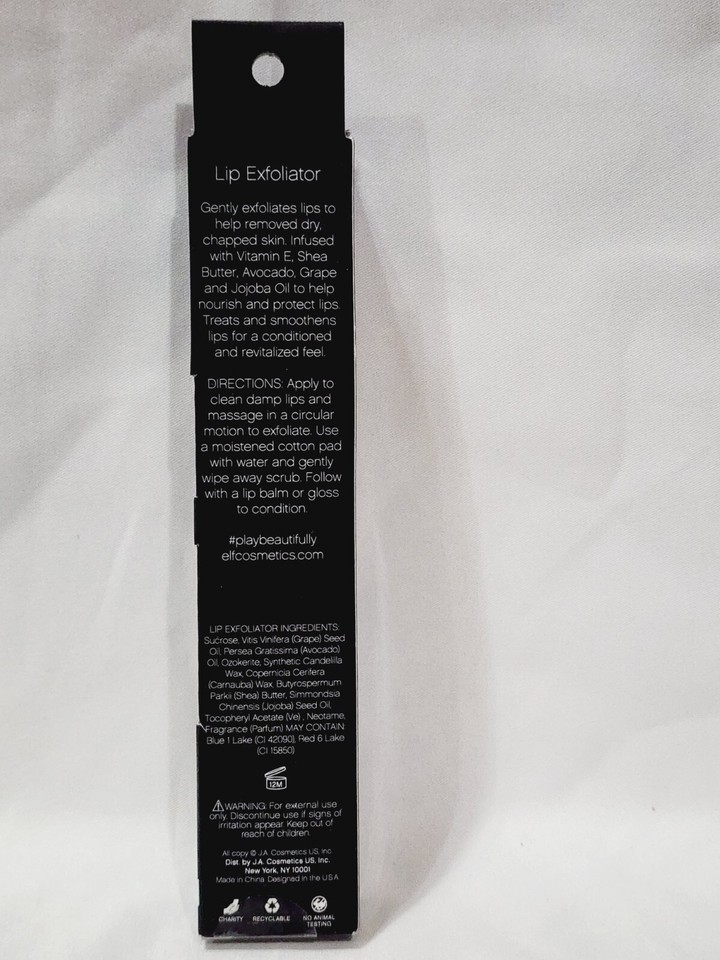 Lip Exfoliator
Gently exfoliates lips to
help removed dry,
chapped skin. Infused
with Vitamin E, Shea
Butter, Avocado, Grape
and Jojoba Oil to help
nourish and protect lips.
Treats and smoothens
lips for a conditioned
and revitalized feel.
DIRECTIONS: Apply to
clean damp lips and
massage in a circular
motion to exfoliate. Use
a moistened cotton pad
with water and gently
wipe away scrub. Follow
with a lip balm or gloss
to condition.
#playbeautifully
elfcosmetics.com
LIP EXFOLIATOR INGREDIENTS:
Sucrose, Vitis Vinifera (Grape) Seed
Oil, Persea Gratissima (Avocado)
Oil, Ozokerite, Synthetic Candelilla
Wax, Copernicia Cerifera
(Carnauba) Wax, Butyrospermum
Parkii (Shea) Butter, Simmondsia
Chinensis (Jojoba) Seed Oil,
Tocopheryl Acetate (Ve) , Neotame,
Fragrance (Parfum) MAY CONTAIN:
Blue 1 Lake (CI 42090), Red 6 Lake
(CI 15850)
12M
WARNING: For external use
only. Discontinue use if signs of
irritation appear. Keep out of
reach of children.
All copy © J.A. Cosmetics US, Inc.
Dist. by J.A. Cosmetics US, Inc.
New York, NY 10001
Made in China. Designed in the U.S.A
CHARITY RECYCLABLE NO ANIMAL
TESTING